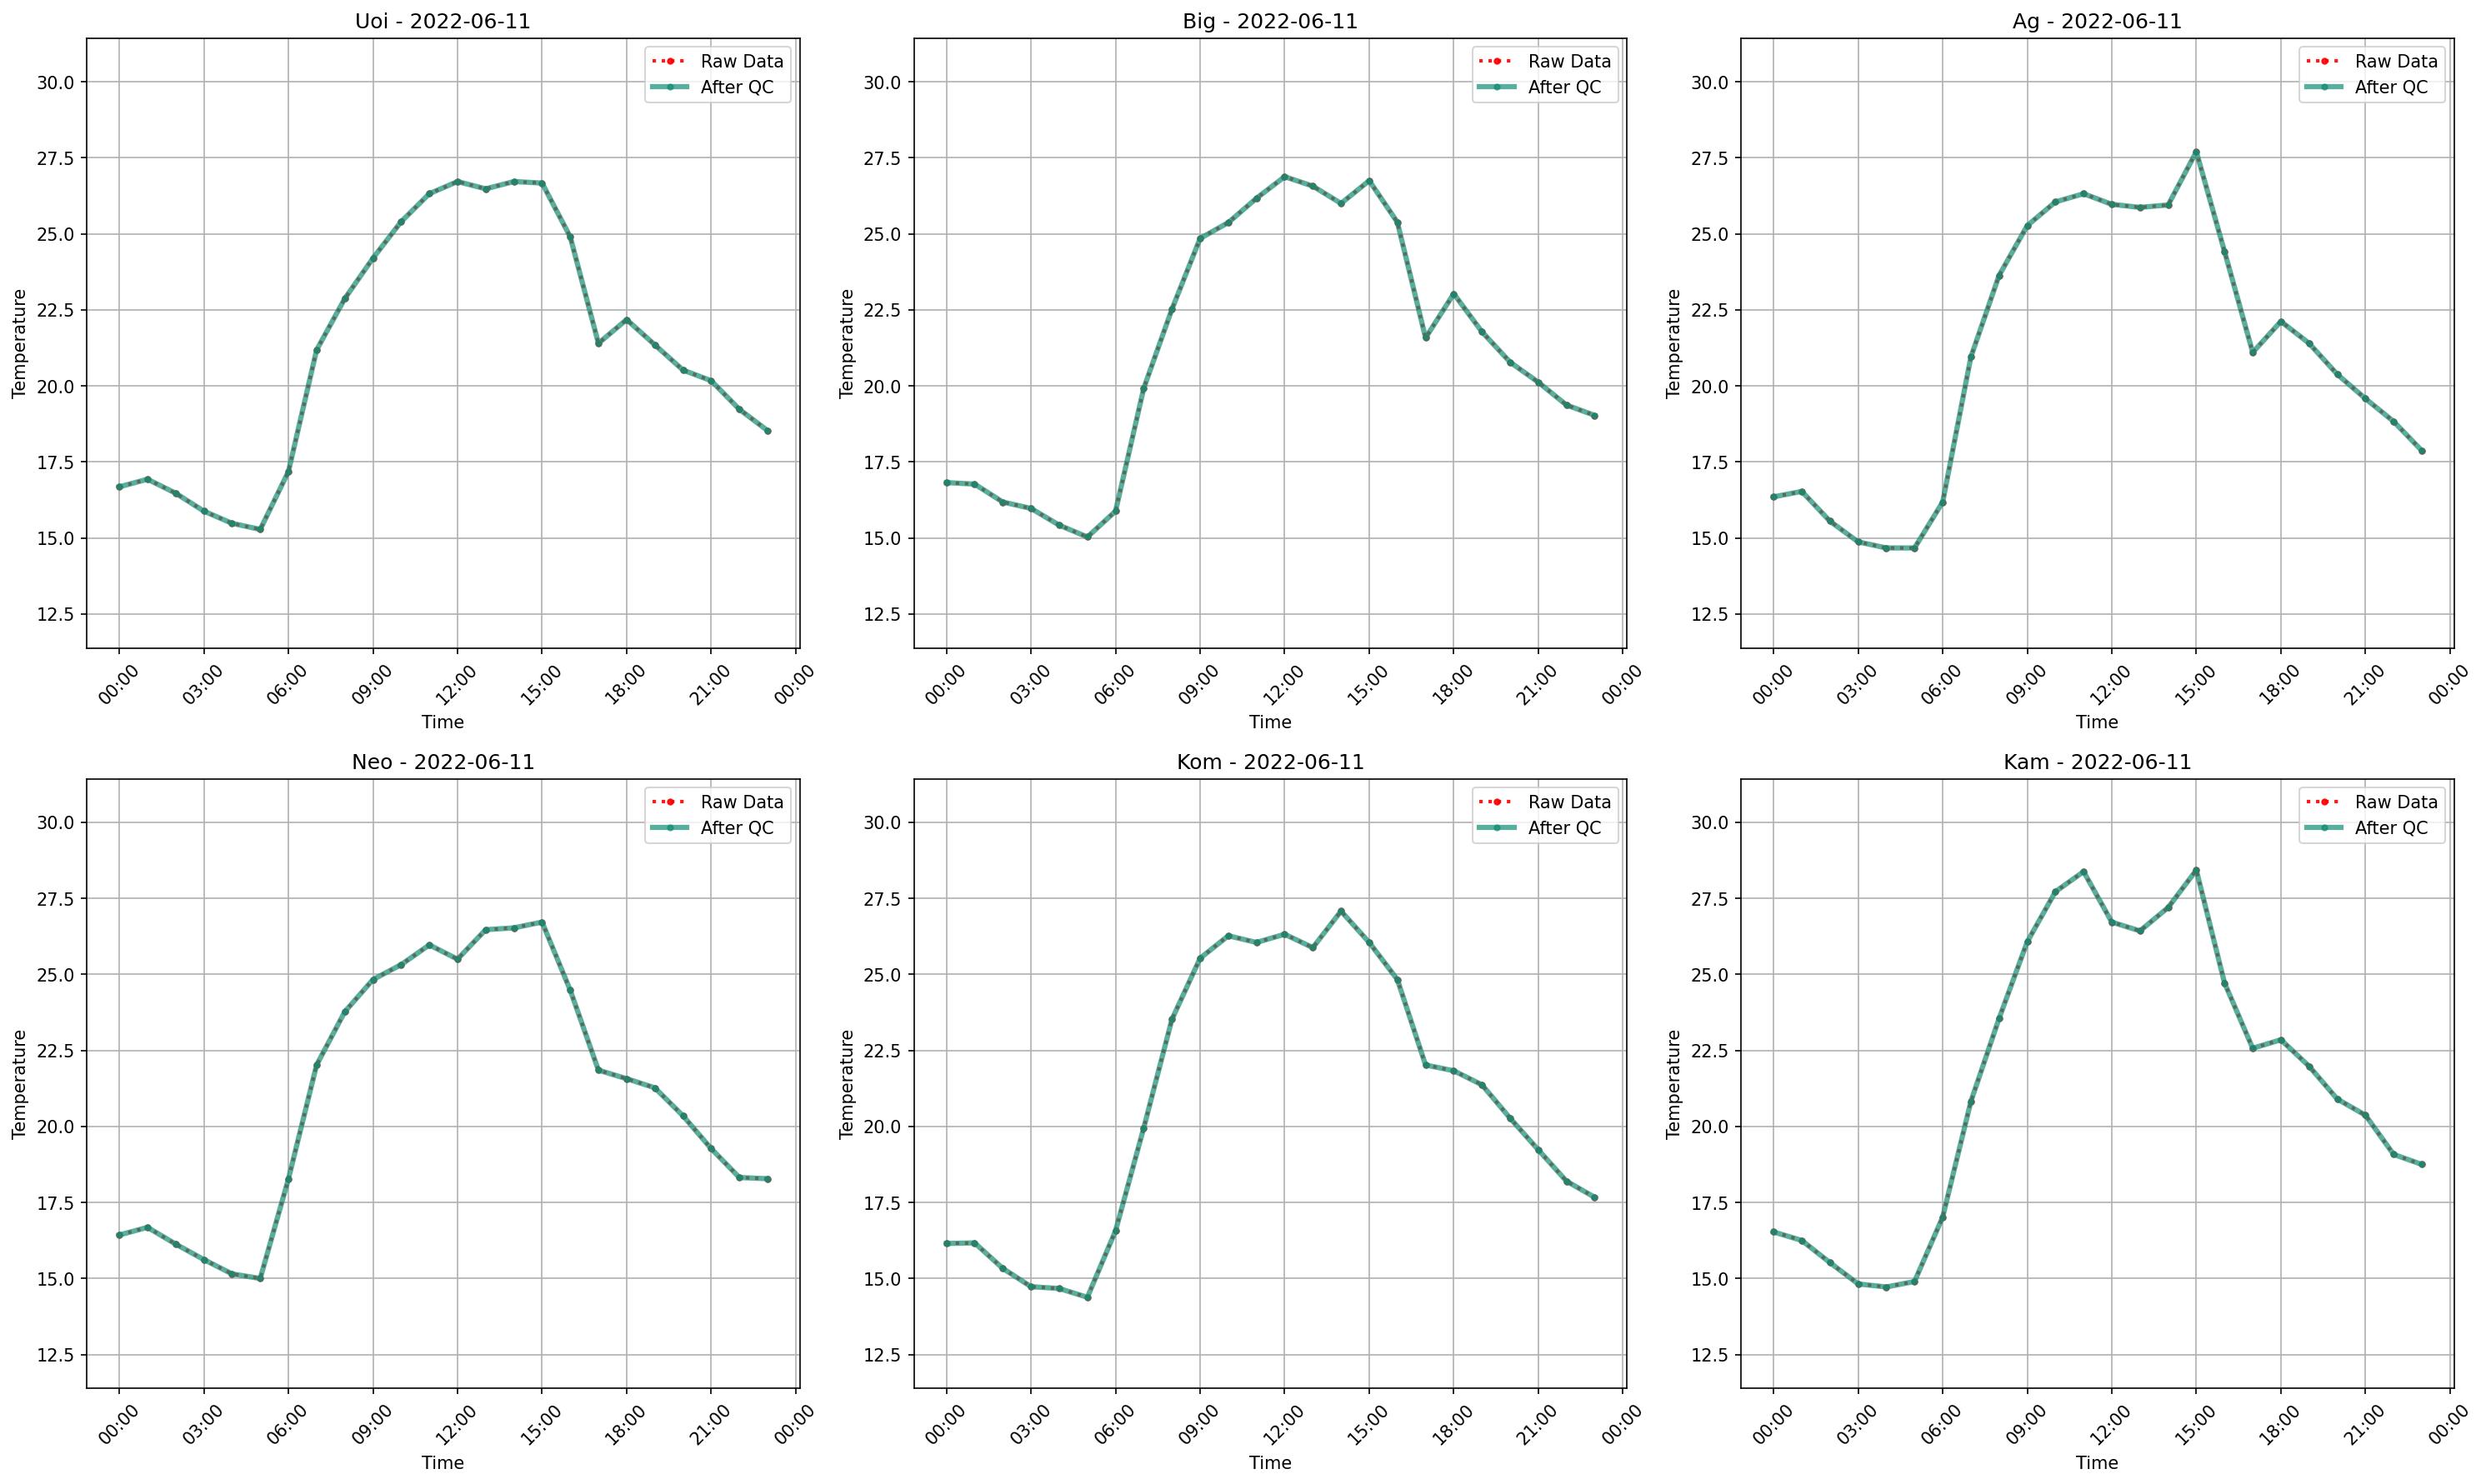 Uoi - 2022-06-11
Raw Data
After QC
30.0
27.5
25.0
22.5
20.0
17.5
15.0
12.5
Temperature
00:00 03:00 06:00 09:00 12:00 15:00 18:00 21:00 00:00
Time
Big - 2022-06-11
Raw Data
After QC
30.0
27.5
25.0
22.5
20.0
17.5
15.0
12.5
Temperature
00:00 03:00 06:00 09:00 12:00 15:00 18:00 21:00 00:00
Time
Ag - 2022-06-11
Raw Data
After QC
30.0
27.5
25.0
22.5
20.0
17.5
15.0
12.5
Temperature
00:00 03:00 06:00 09:00 12:00 15:00 18:00 21:00 00:00
Time
Neo - 2022-06-11
Raw Data
After QC
30.0
27.5
25.0
22.5
20.0
17.5
15.0
12.5
Temperature
00:00 03:00 06:00 09:00 12:00 15:00 18:00 21:00 00:00
Time
Kom - 2022-06-11
Raw Data
After QC
30.0
27.5
25.0
22.5
20.0
17.5
15.0
12.5
Temperature
00:00 03:00 06:00 09:00 12:00 15:00 18:00 21:00 00:00
Time
Kam - 2022-06-11
Raw Data
After QC
30.0
27.5
25.0
22.5
20.0
17.5
15.0
12.5
Temperature
00:00 03:00 06:00 09:00 12:00 15:00 18:00 21:00 00:00
Time